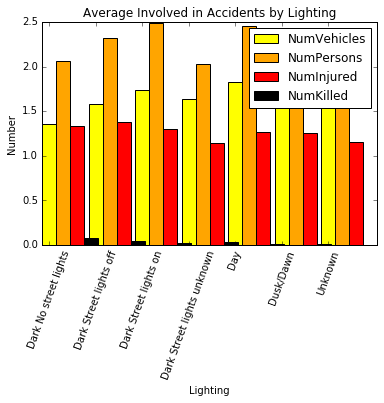 Average Involved in Accidents by Lighting
2.5
2.0
1.5
1.0
0.5
0.0
Number
NumVehicles
NumPersons
NumInjured
NumKilled
Dark No street lights
Dark Street lights off
Dark Street lights on
Dark Street lights unknown
Day
Dusk/Dawn
Unknown
Lighting